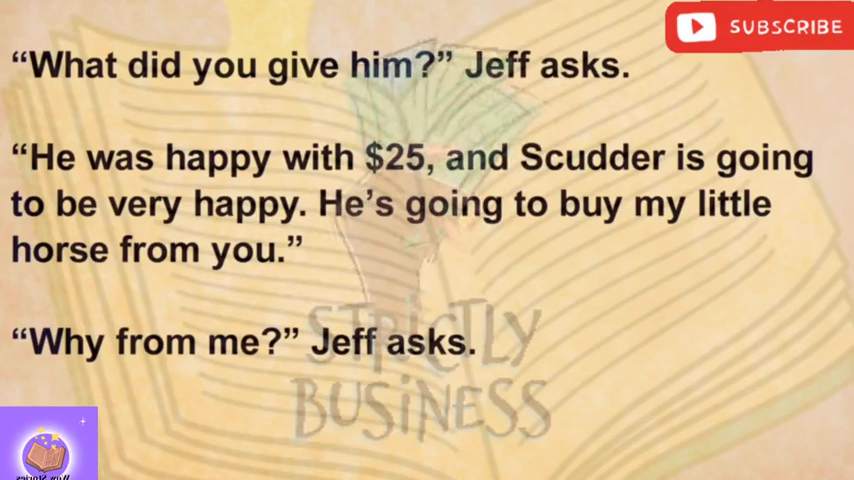 SUBSCRIBE
“What did you give him?” Jeff asks.
“He was happy with $25, and Scudder is going
to be very happy. He’s going to buy my little
horse from you.”
“Why from me?” Jeff asks.
STRiCTLY
BUSiNESS